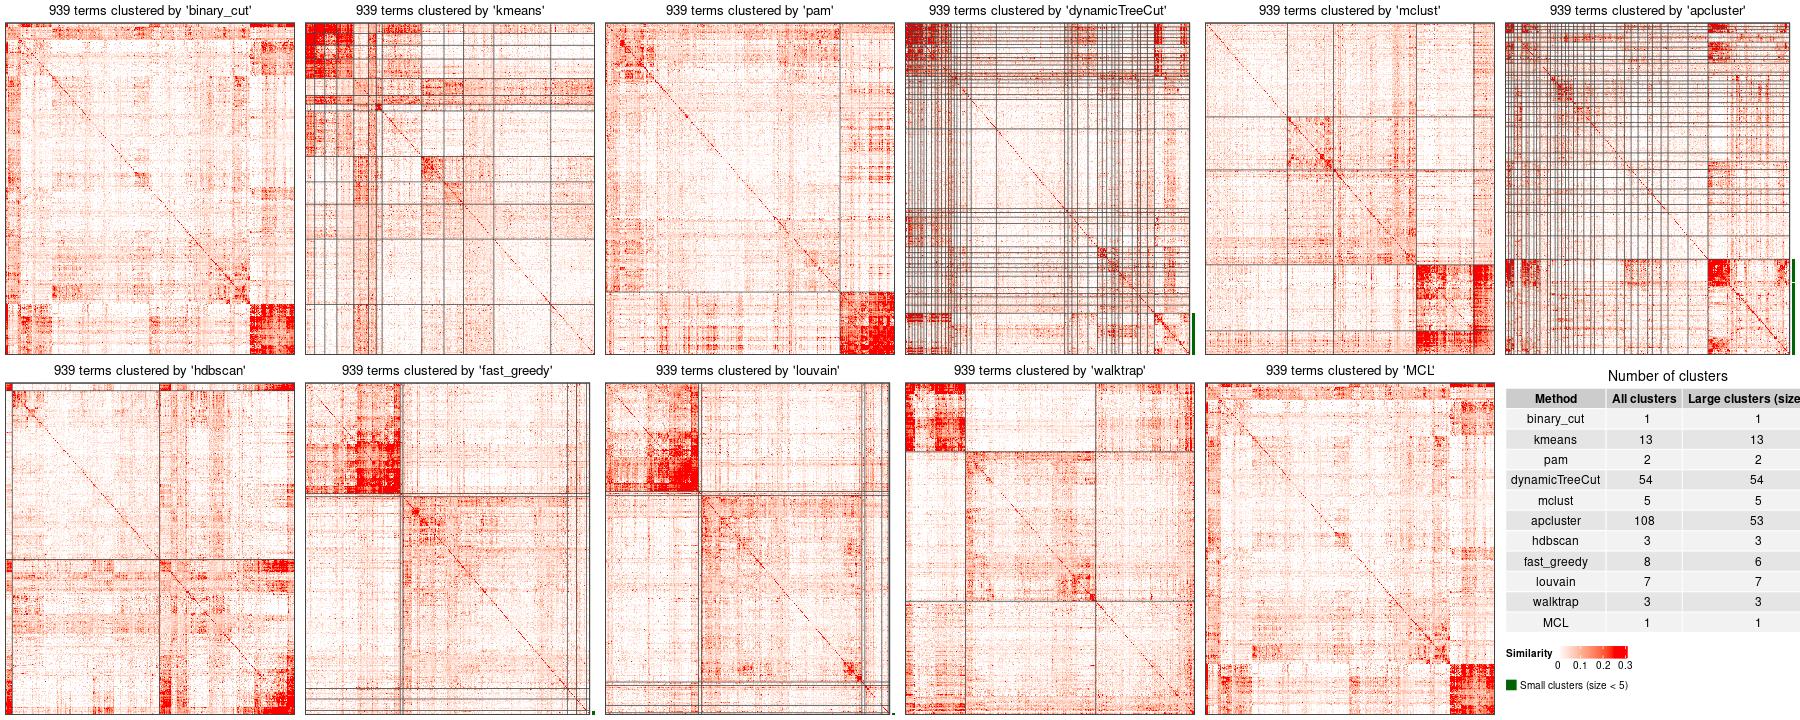 939 terms clustered by 'binary_cut'
939 terms clustered by 'kmeans'
939 terms clustered by 'pam'
939 terms clustered by 'dynamicTreeCut'
939 terms clustered by 'mclust'
939 terms clustered by 'apcluster'
939 terms clustered by 'hdbscan'
939 terms clustered by 'fast_greedy'
939 terms clustered by 'louvain'
939 terms clustered by 'walktrap'
939 terms clustered by 'MCL'
Number of clusters
Method All clusters Large clusters (size
binary_cut 1 1
kmeans 13 13
pam 2 2
dynamicTreeCut 54 54
mclust 5 5
apcluster 108 53
hdbscan 3 3
fast_greedy 8 6
louvain 7 7
walktrap 3 3
MCL 1 1
Similarity
0 0.1 0.2 0.3
Small clusters (size < 5)